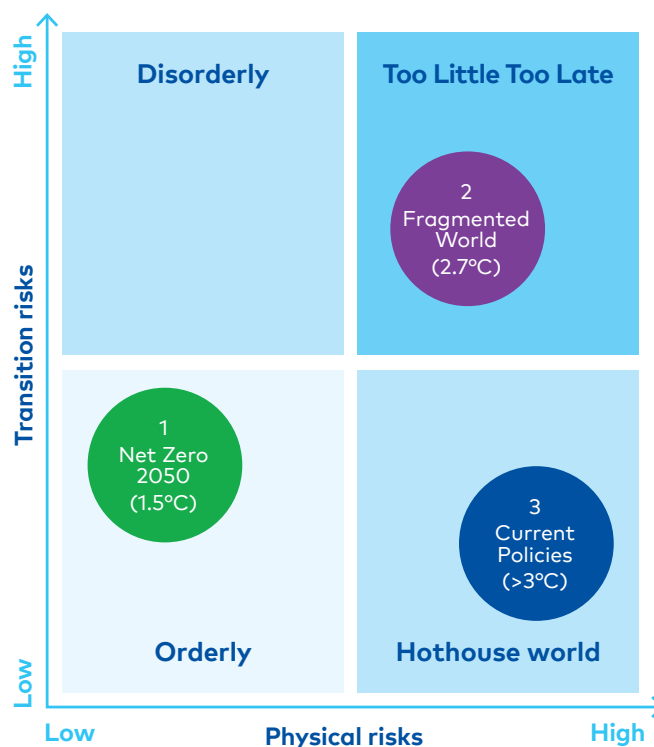 High
Disorderly
Too Little Too Late
2
Fragmented
World
(2.7°C)
Transition risks
1
Net Zero
2050
(1.5°C)
3
Current
Policies
(>3°C)
Orderly
Hothouse world
Low
Low
Physical risks
High